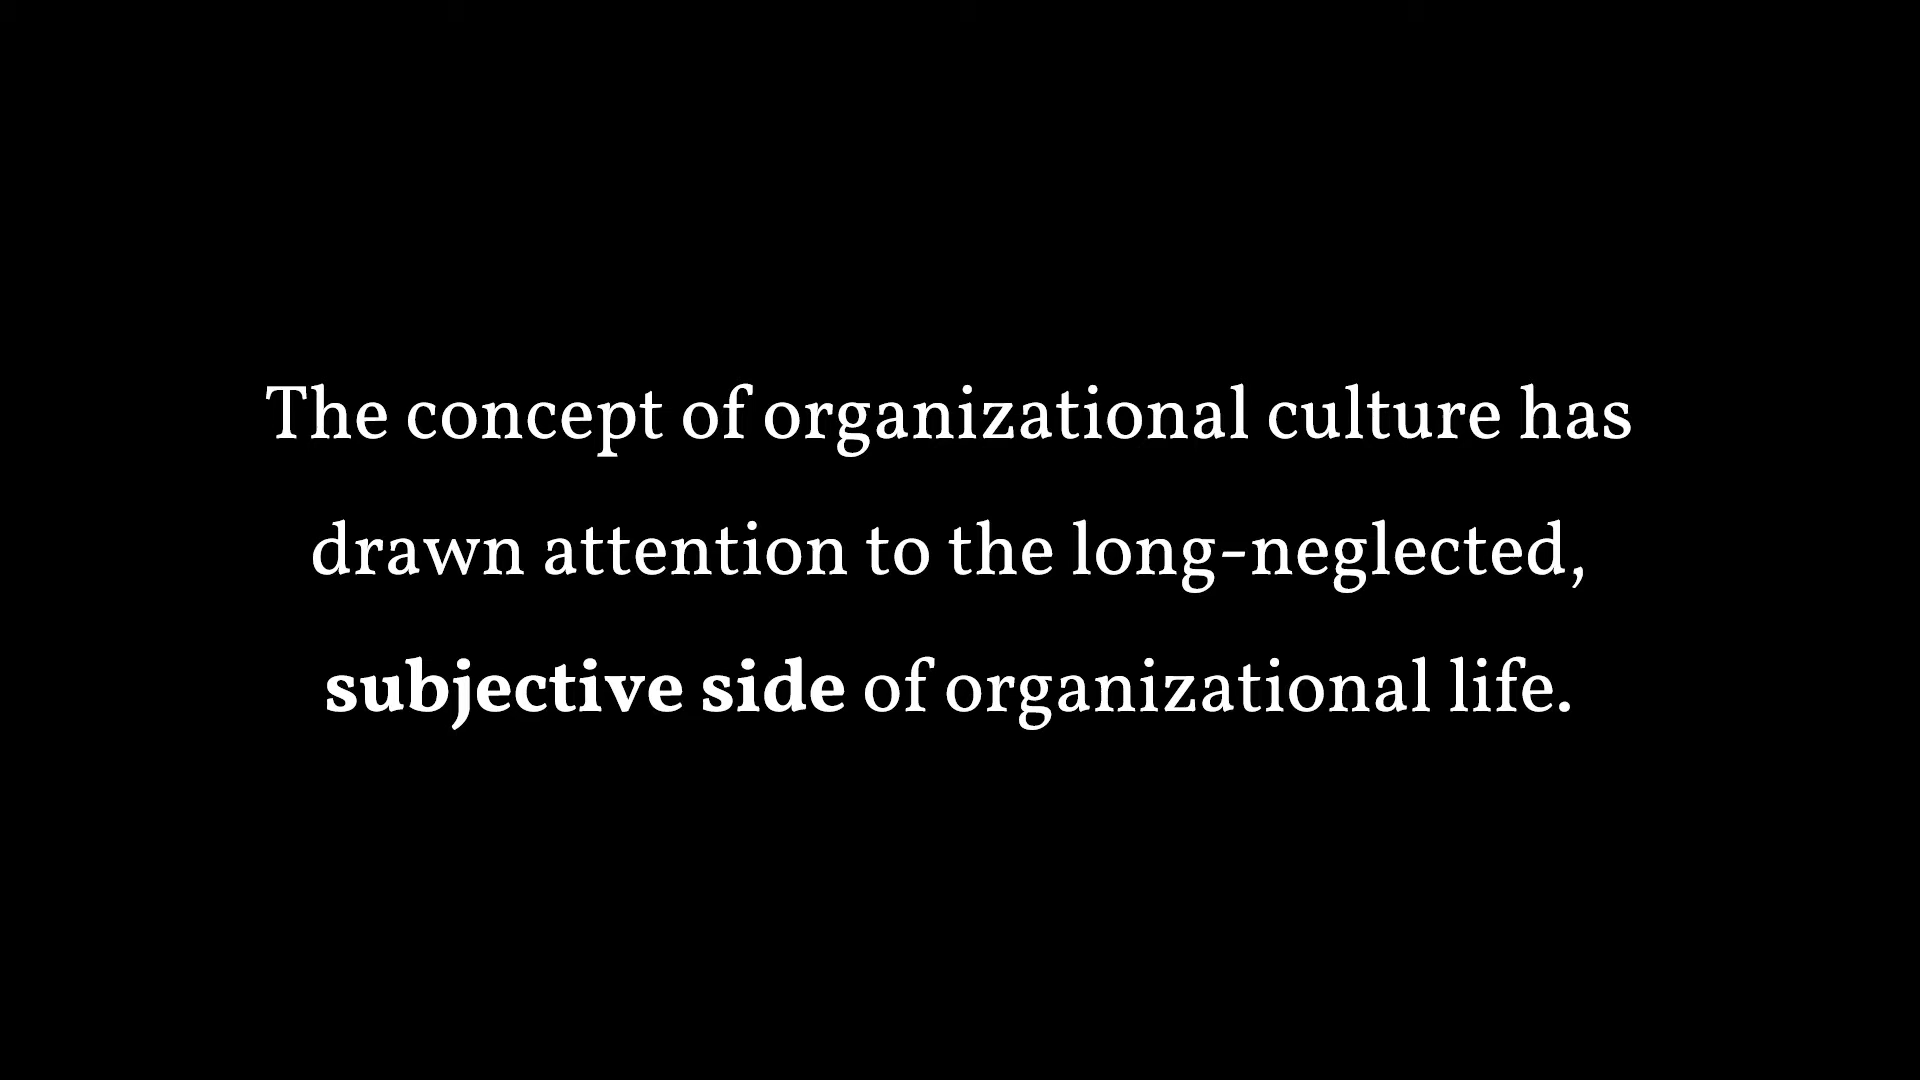 The concept of organizational culture has
drawn attention to the long-neglected,
subjective side of organizational life.